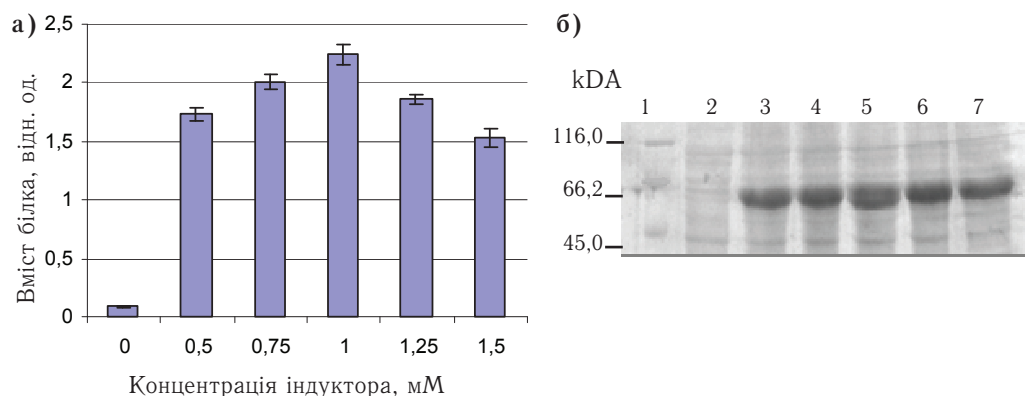 а)
Вміст білка, відн. од.
2,5
2
1,5
1
0,5
0
0 0,5 0,75 1 1,25 1,5
Концентрація індуктора, мМ
б)
kDA
1 2 3 4 5 6 7
116,0
66,2
45,0